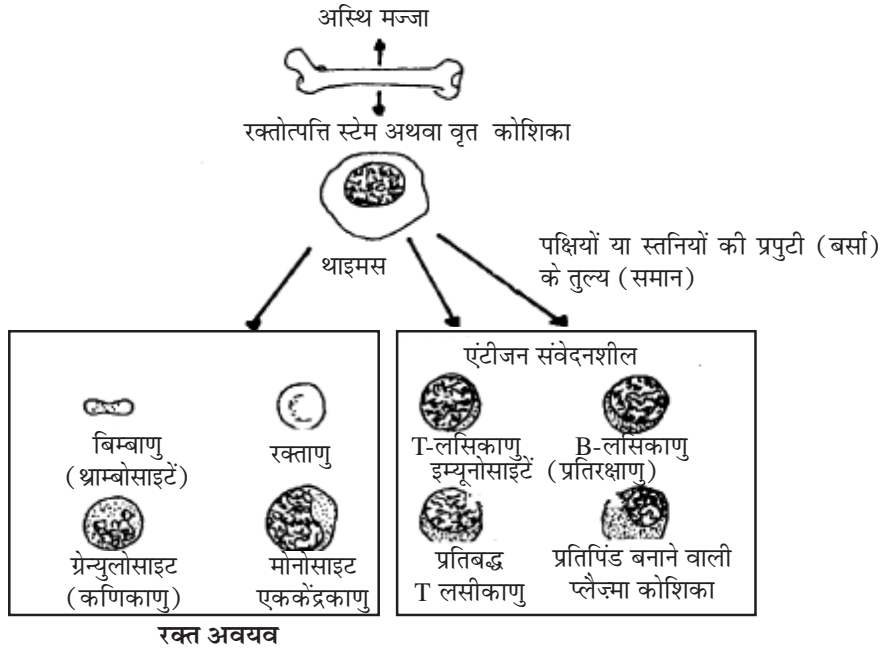 अस्थि मज्जा
रक्तोत्पत्ति स्टेम अथवा वृत कोशिका
थाइमस
पक्षियों या स्तनियों की प्रपुटी (बर्सा)
के तुल्य (समान)
बिम्बाणु
(थ्राम्बोसाइटें)
रक्ताणु
ग्रेन्युलोसाइट
(कणिकाणु)
मोनोसाइट
एककेंद्रकाणु
रक्त अवयव
एंटीजन संवेदनशील
T-लसिकाणु B-लसिकाणु
इम्यूनोसाइटें (प्रतिरक्षाणु)
प्रतिबद्ध
T लसीकाणु
प्रतिपिंड बनाने वाली
प्लैज़्मा कोशिका